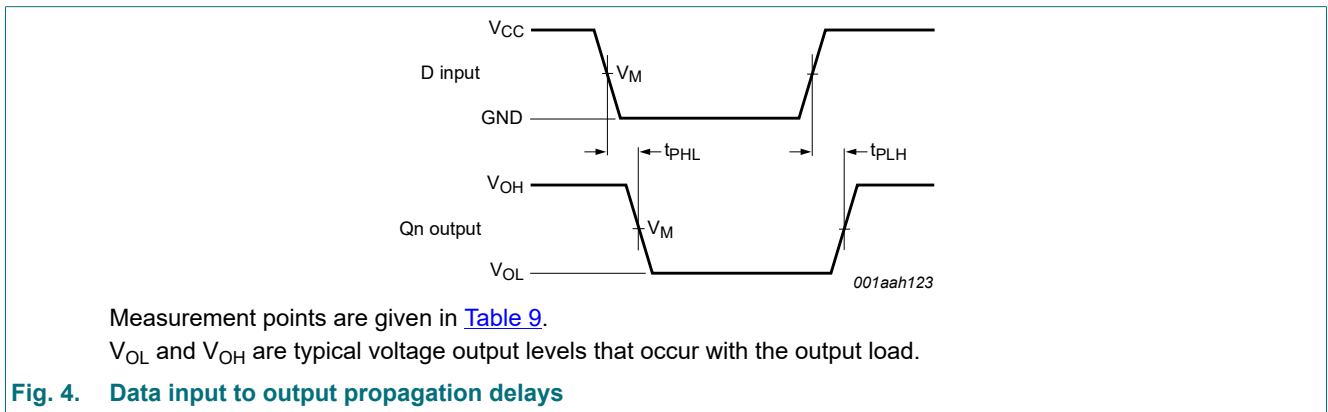 VCC
D input
VM
GND
tPHL
tPLH
VOH
Qn output
VM
VOL
001aah123
Measurement points are given in Table 9.
VOL and VOH are typical voltage output levels that occur with the output load.
Fig. 4. Data input to output propagation delays